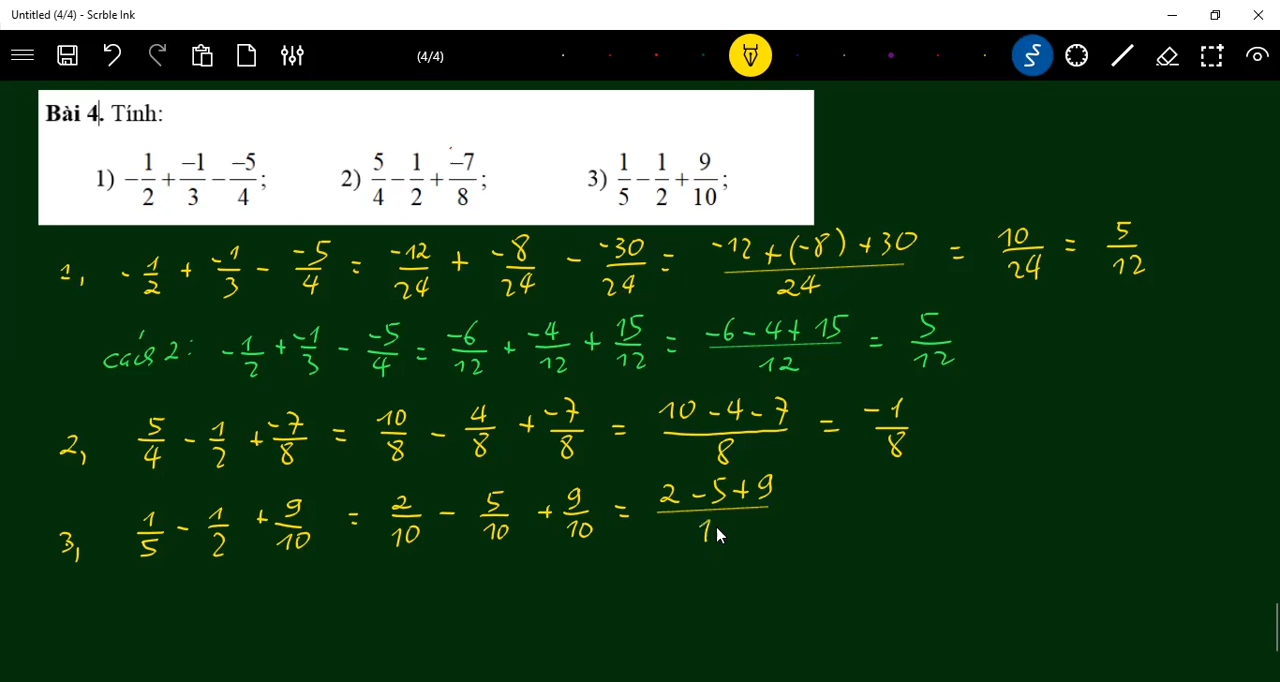 Untitled (4/4) - Scrble Ink
(4/4)
Bài 4. Tính:
1) −1/2 + −1/3 − −5/4; 2) 5/4 − 1/2 + −7/8; 3) 1/5 − 1/2 + 9/10;
1, -1/2 + -1/3 - -5/4 = -12/24 + -8/24 - -30/24 = (-12 + (-8) + 30)/24 = 10/24 = 5/12
cách 2: -1/2 + -1/3 - -5/4 = -6/12 + -4/12 + 15/12 = (-6 - 4 + 15)/12 = 5/12
2, 5/4 - 1/2 + -7/8 = 10/8 - 4/8 + -7/8 = (10 - 4 - 7)/8 = -1/8
3, 1/5 - 1/2 + 9/10 = 2/10 - 5/10 + 9/10 = (2 - 5 + 9)/1